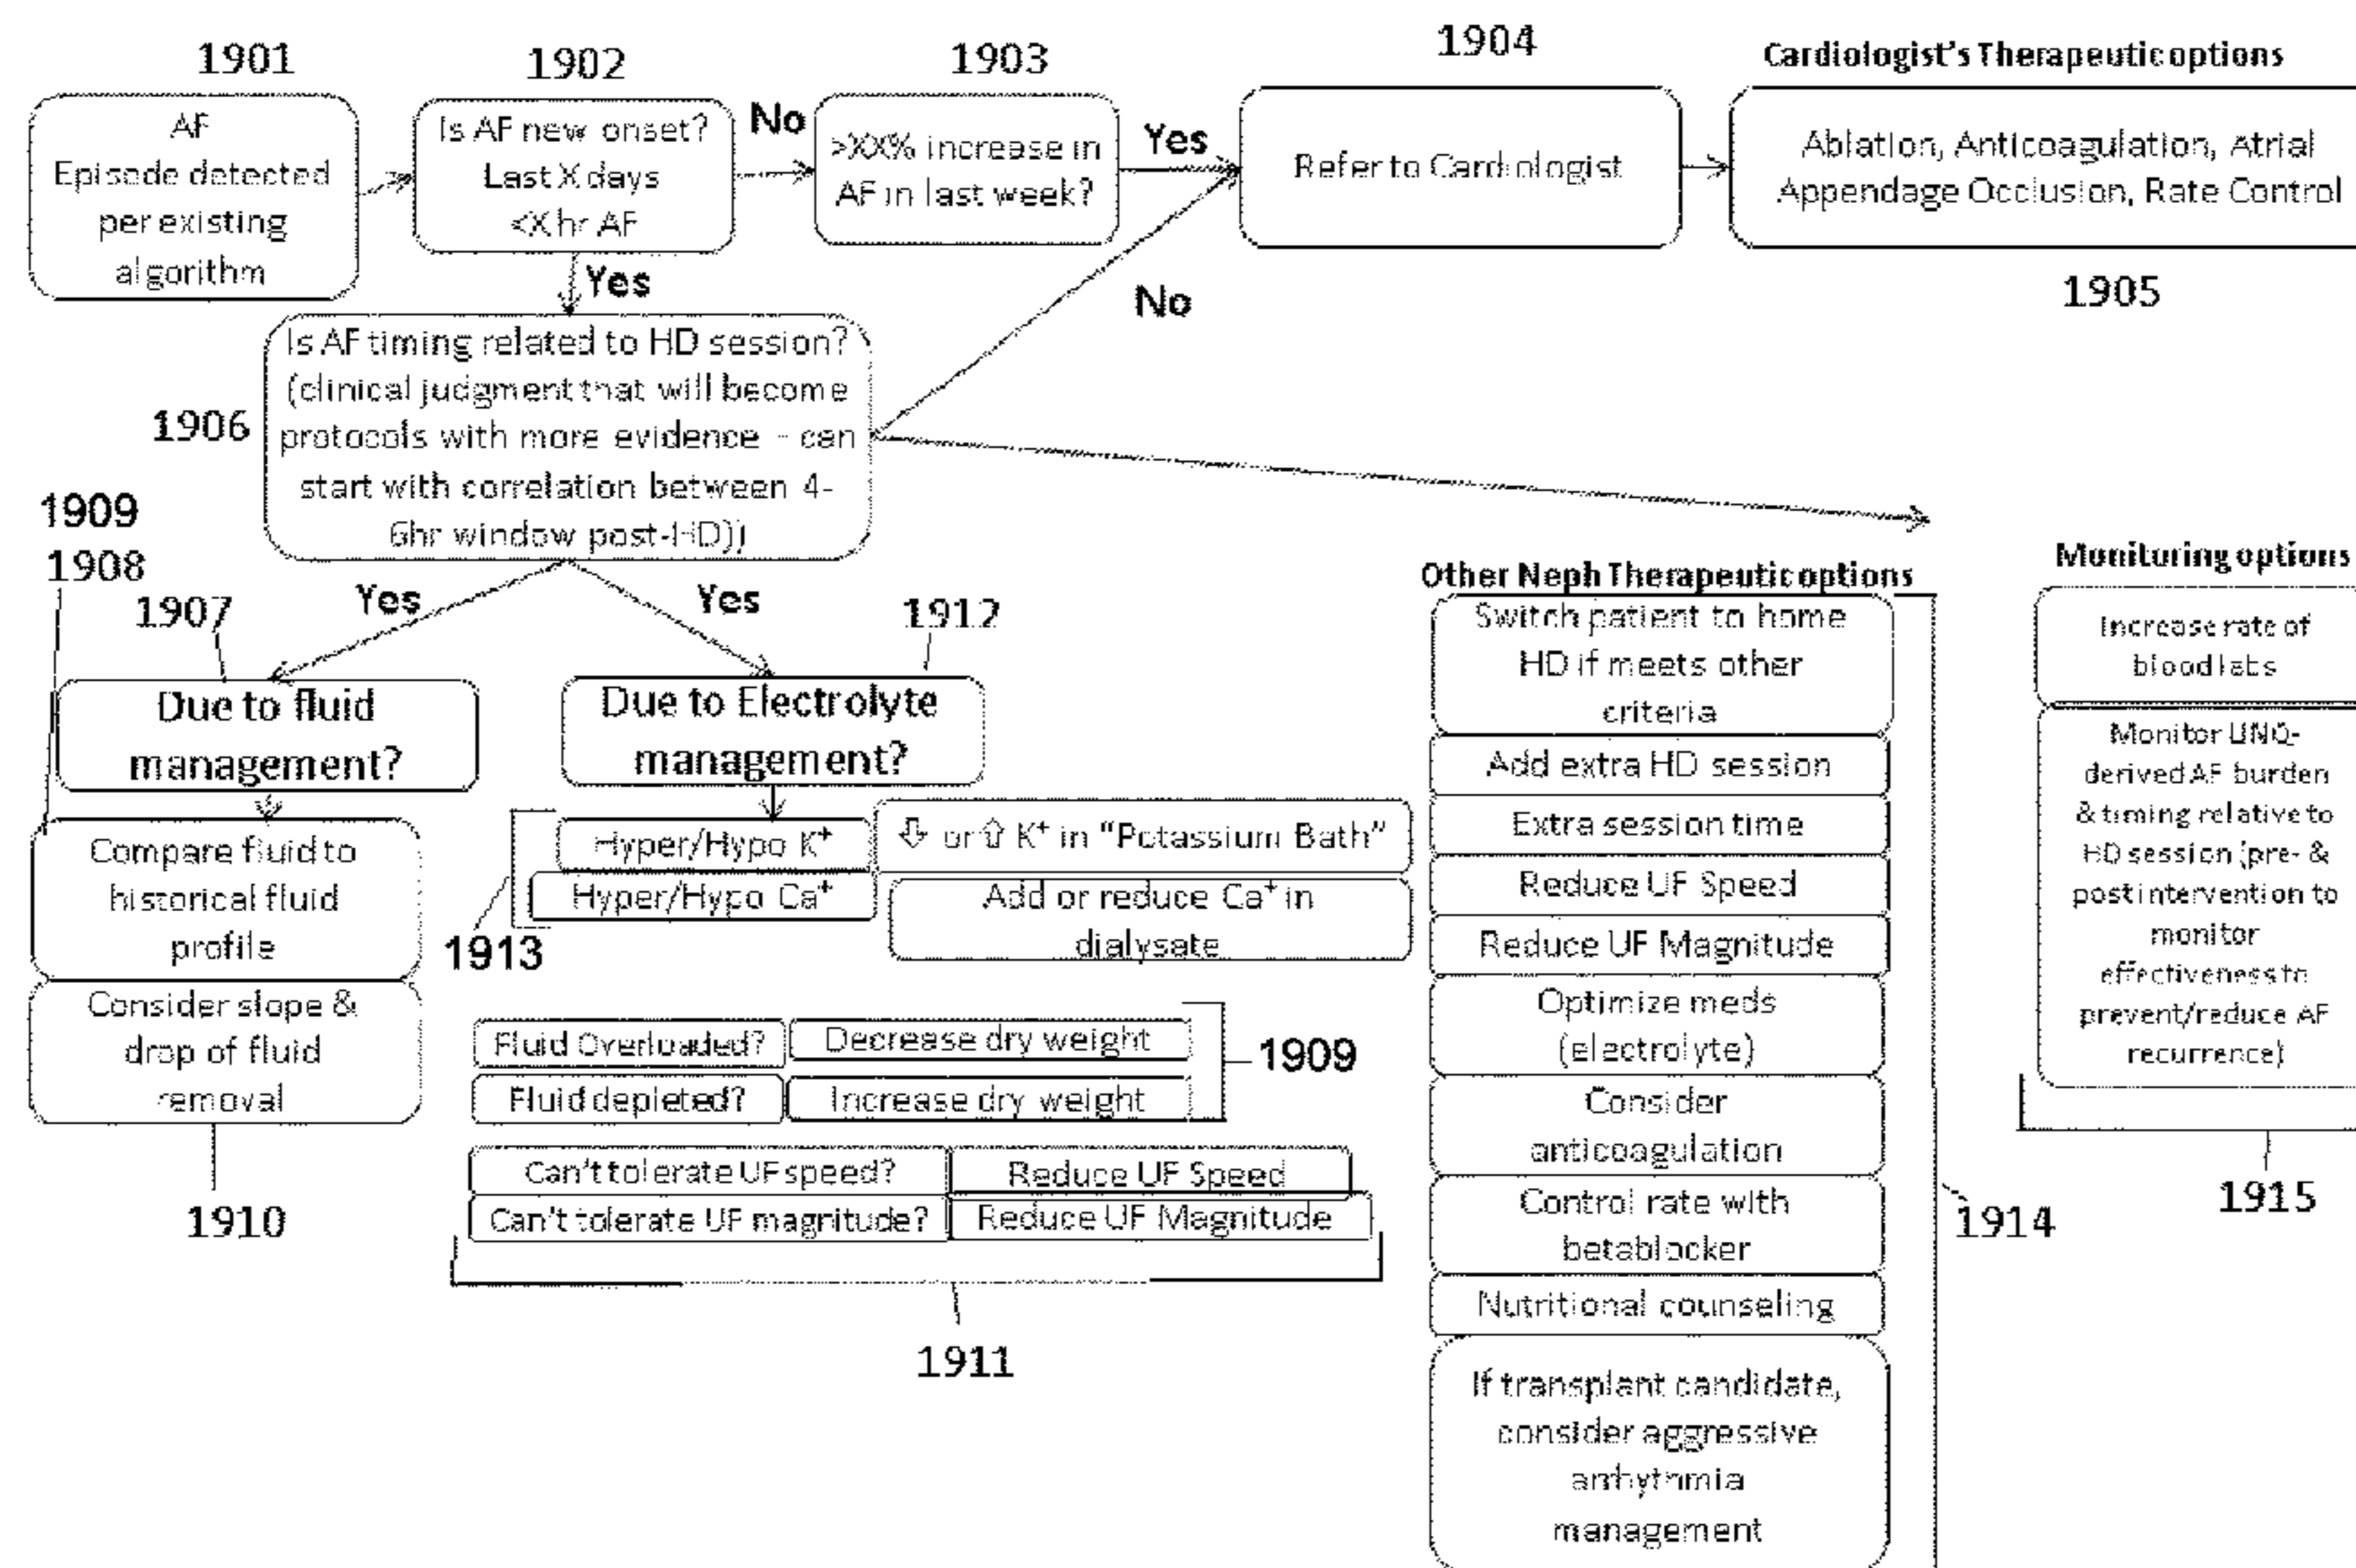 1901
AF
Episode detected
per existing
algorithm
1902
Is AF new onset?
Last X days
<X hr AF
No
Yes
1903
>XX% increase in
AF in last week?
Yes
1904
Refer to Cardiologist
Cardiologist's Therapeutic options
Ablation, Anticoagulation, Atrial
Appendage Occlusion, Rate Control
1905
No
1906
Is AF timing related to HD session?
(clinical judgment that will become
protocols with more evidence - can
start with correlation between 4-
6hr window post-HD))
Yes
Yes
1909
1908
1907
Due to fluid
management?
Compare fluid to
historical fluid
profile
Consider slope &
drop of fluid
removal
1910
1912
Due to Electrolyte
management?
Hyper/Hypo K⁺
⇩ or ⇧ K⁺ in “Potassium Bath”
Hyper/Hypo Ca⁺
Add or reduce Ca⁺ in
dialysate
1913
Fluid Overloaded?
Decrease dry weight
Fluid depleted?
Increase dry weight
1909
Can't tolerate UF speed?
Reduce UF Speed
Can't tolerate UF magnitude?
Reduce UF Magnitude
1911
Other Neph Therapeutic options
Switch patient to home
HD if meets other
criteria
Add extra HD session
Extra session time
Reduce UF Speed
Reduce UF Magnitude
Optimize meds
(electrolyte)
Consider
anticoagulation
Control rate with
betablocker
Nutritional counseling
If transplant candidate,
consider aggressive
arrhythmia
management
1914
Monitoring options
Increase rate of
blood labs
Monitor LINQ-
derived AF burden
& timing relative to
HD session (pre- &
post intervention to
monitor
effectiveness to
prevent/reduce AF
recurrence)
1915